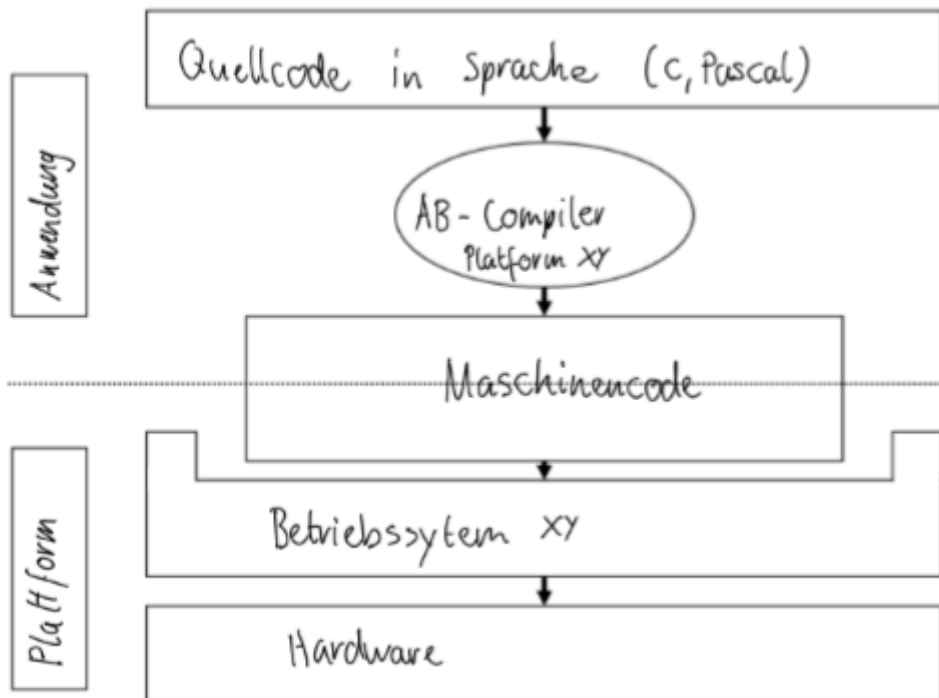 Quellcode in Sprache (C, Pascal)
Anwendung
AB-Compiler
Platform XY
Maschinencode
Betriebssytem XY
Plattform
Hardware